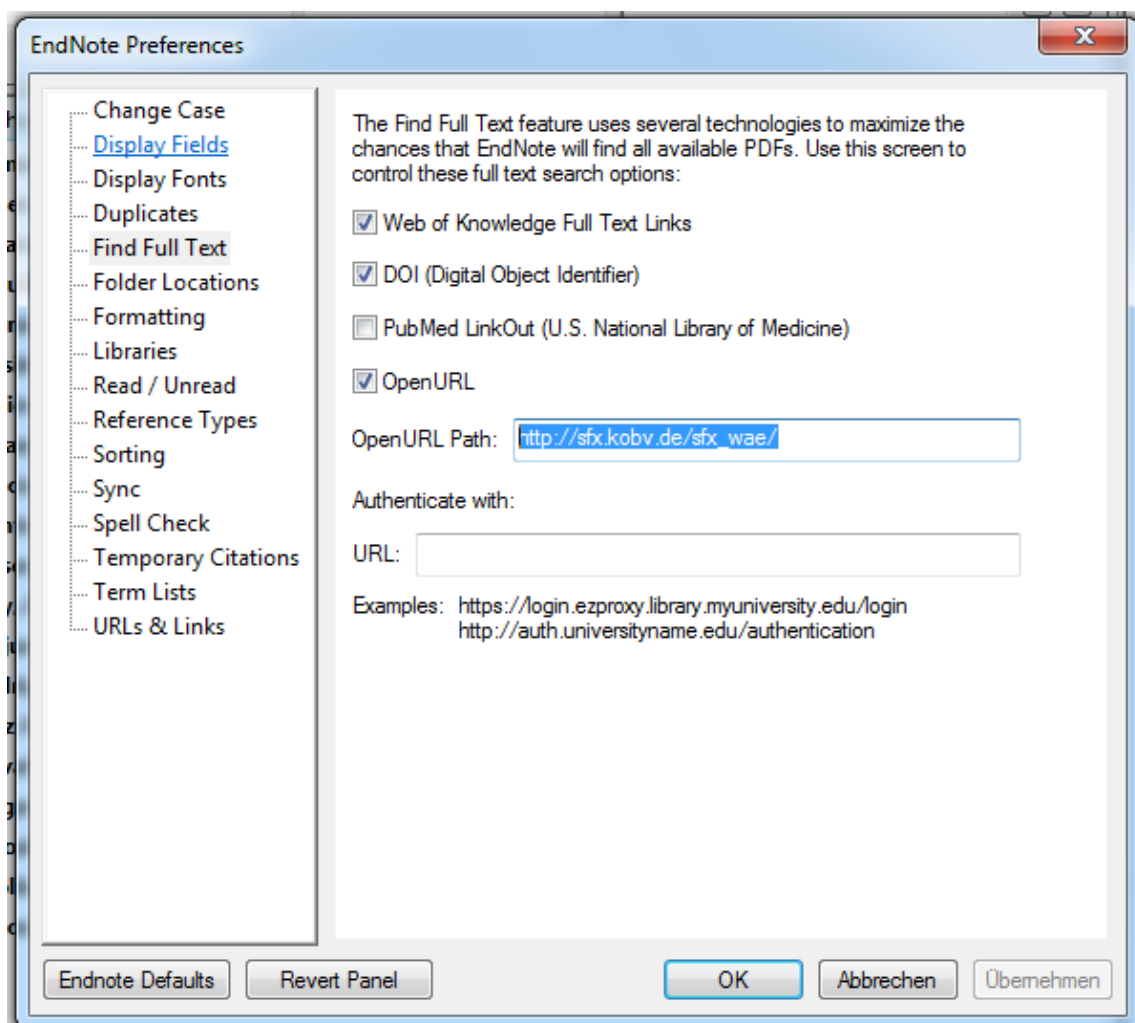 EndNote Preferences
Change Case
Display Fields
Display Fonts
Duplicates
Find Full Text
Folder Locations
Formatting
Libraries
Read / Unread
Reference Types
Sorting
Sync
Spell Check
Temporary Citations
Term Lists
URLs & Links
The Find Full Text feature uses several technologies to maximize the
chances that EndNote will find all available PDFs. Use this screen to
control these full text search options:
Web of Knowledge Full Text Links
DOI (Digital Object Identifier)
PubMed LinkOut (U.S. National Library of Medicine)
OpenURL
OpenURL Path: http://sfx.kobv.de/sfx_wae/
Authenticate with:
URL:
Examples: https://login.ezproxy.library.myuniversity.edu/login
http://auth.universityname.edu/authentication
Endnote Defaults Revert Panel OK Abbrechen Übernehmen